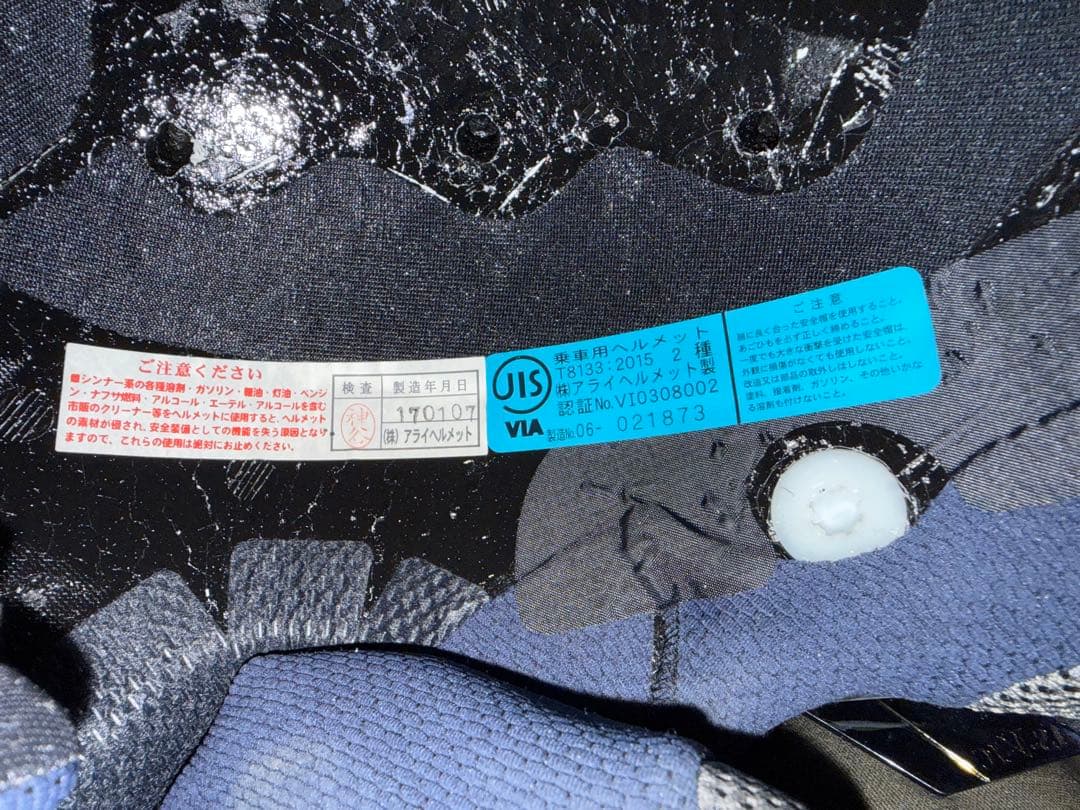 ご注意ください
■シンナー系の各種溶剤・ガソリン・軽油・灯油・ベンジ
ン・ナフサ燃料・アルコール・エーテル・アルコールを含む
市販のクリーナー等をヘルメットに使用すると、ヘルメット
の素材が侵され、安全装備としての機能を失う原因となり
ますので、これらの使用は絶対にお止めください。
検査 製造年月日
170107
(株) アライヘルメット
JIS
VIA
乗車用ヘルメット
T8133:2015 2種
㈱アライヘルメット製
認証No.VI0308002
製造No.06- 021873
ご注意
頭に良く合った安全帽を使用すること。
あごひもを必ず正しく締めること。
一度でも大きな衝撃を受けた安全帽は、
外観に損傷がなくても使用しないこと。
改造又は部品の取外しはしないこと。
塗料、接着剤、ガソリン、その他いかな
る溶剤も付けないこと。